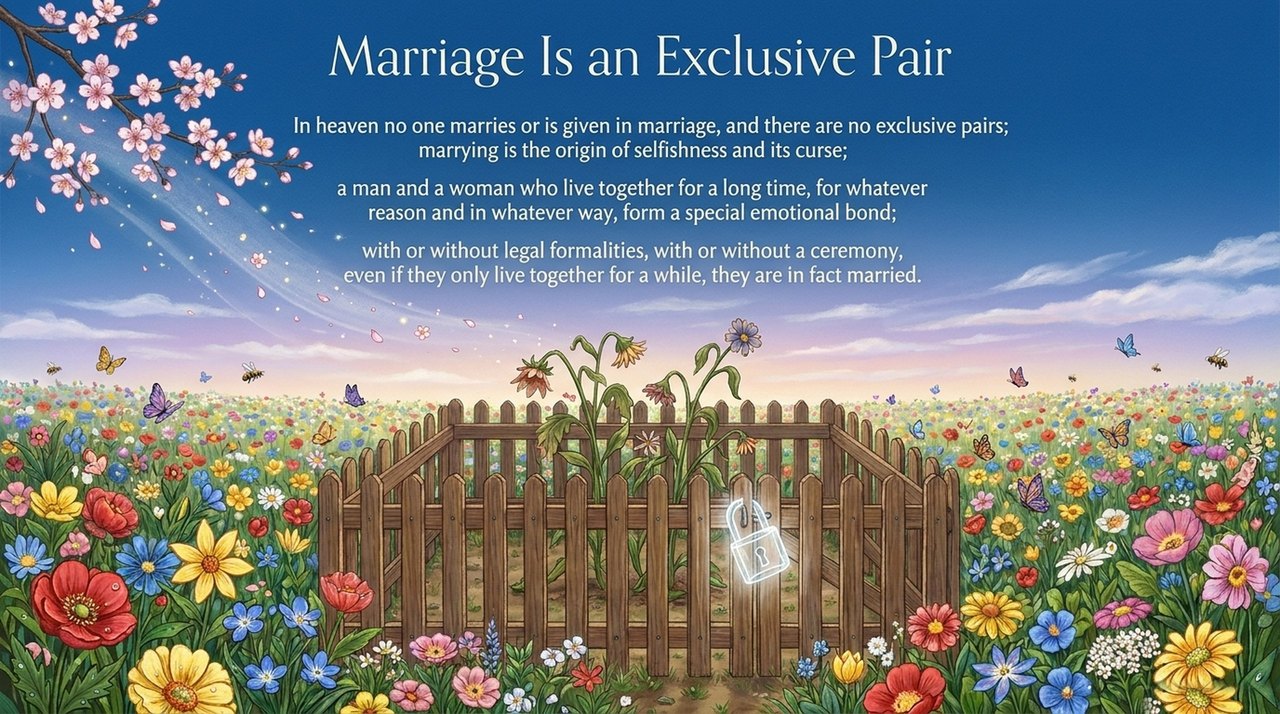 Marriage Is an Exclusive Pair
In heaven no one marries or is given in marriage, and there are no exclusive pairs;
marrying is the origin of selfishness and its curse;
a man and a woman who live together for a long time, for whatever
reason and in whatever way, form a special emotional bond;
with or without legal formalities, with or without a ceremony,
even if they only live together for a while, they are in fact married.